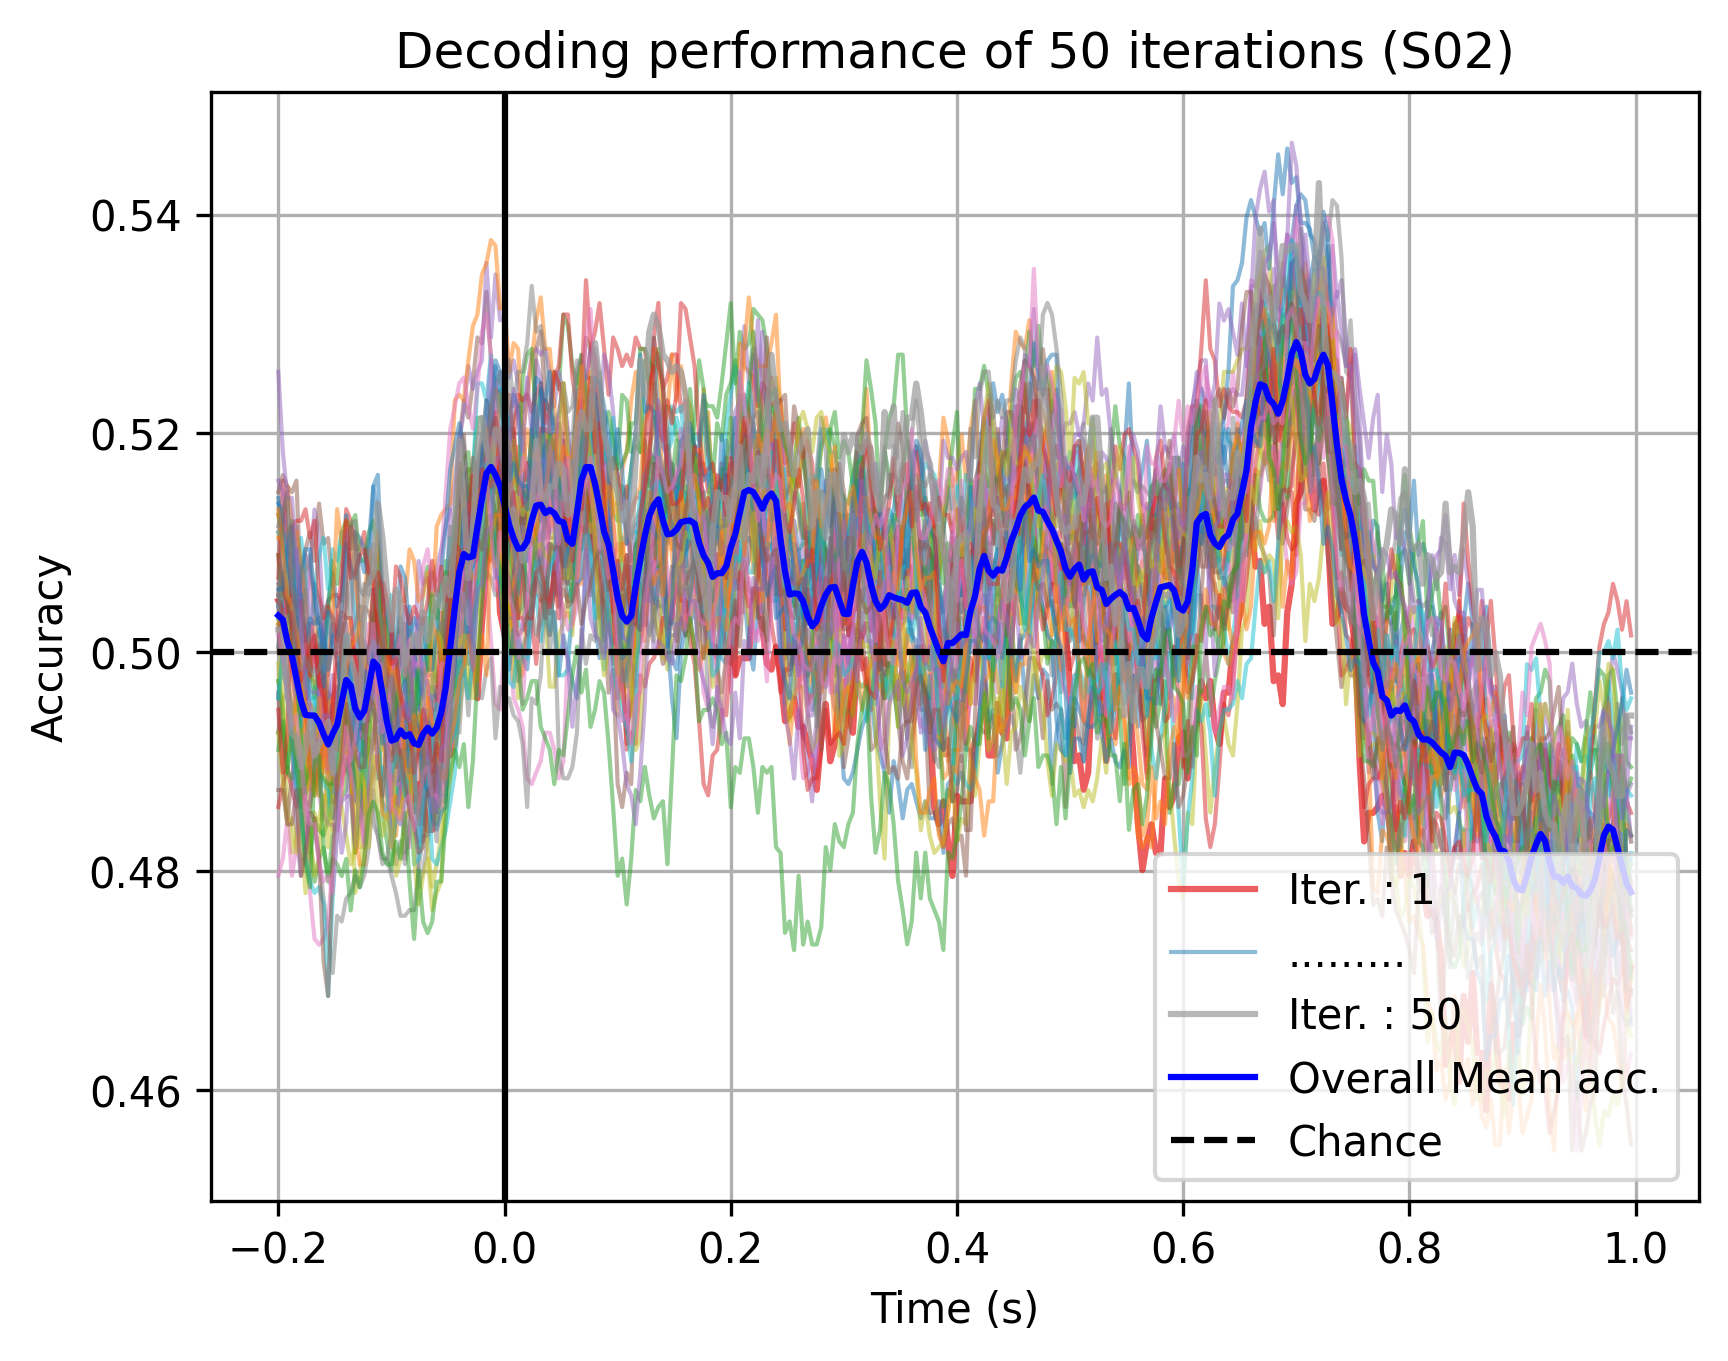 Decoding performance of 50 iterations (S02)
Accuracy
0.54
0.52
0.50
0.48
0.46
Iter. : 1
.........
Iter. : 50
Overall Mean acc.
Chance
−0.2 0.0 0.2 0.4 0.6 0.8 1.0
Time (s)